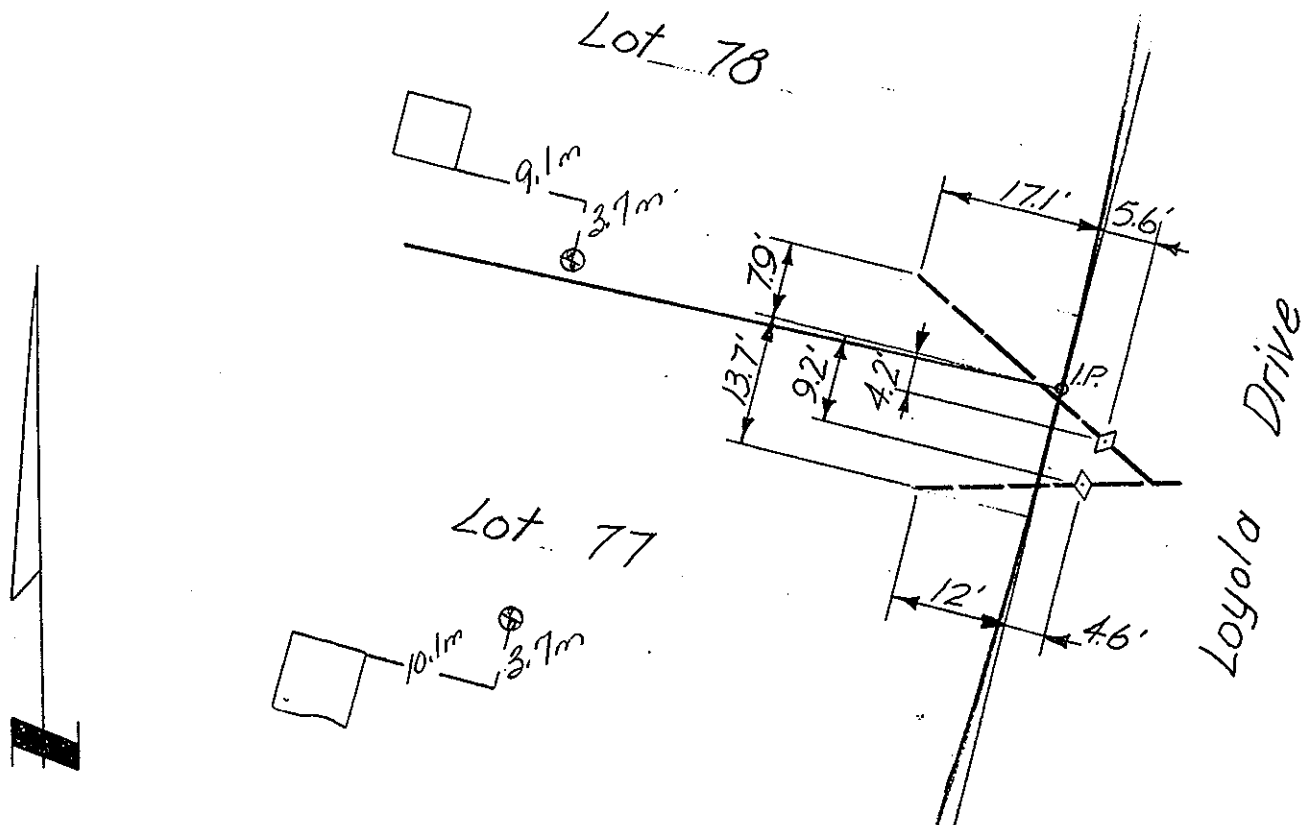 Lot 78
9.1m
3.7m
17.1'
5.6'
7.9'
13.7'
9.2'
4.2'
I.P.
Loyola Drive
Lot 77
10.1m
3.7m
12'
4.6'